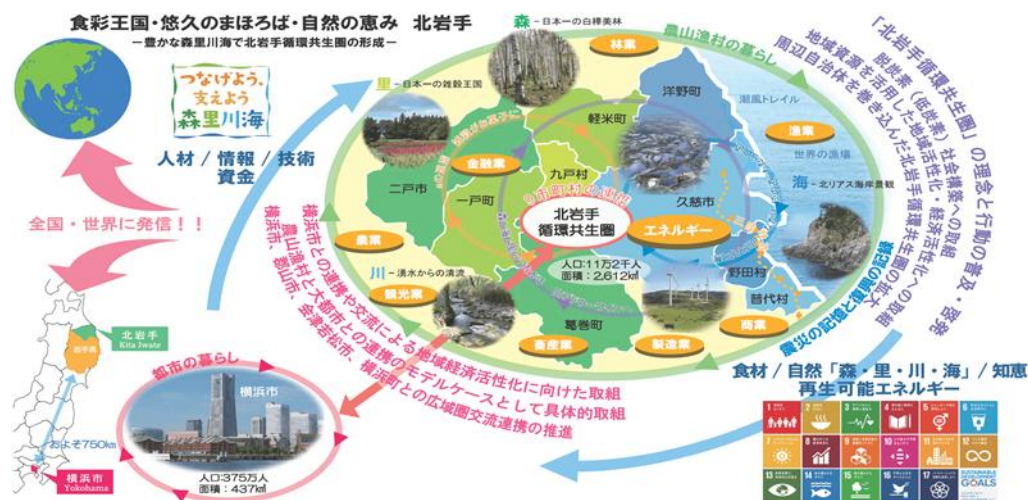 食彩王国・悠久のまほろば・自然の恵み 北岩手
－豊かな森里川海で北岩手循環共生圏の形成－
つなげよう、
支えよう
森里川海
人材 / 情報 / 技術
資金
全国・世界に発信！！
北岩手
Kita Iwate
岩手県
およそ750km
横浜市
Yokohama
都市の暮らし
横浜市
人口：375万人
面積：437k㎡
森－日本一の白樺美林
里－日本一の雑穀王国
川－湧水からの清流
海－北リアス海岸景観
農山漁村の暮らし
林業
漁業
金融業
農業
観光業
畜産業
製造業
商業
エネルギー
洋野町
軽米町
九戸村
二戸市
一戸町
久慈市
野田村
普代村
葛巻町
潮風トレイル
世界の漁場
9市町村の連携
北岩手
循環共生圏
人口：11万2千人
面積：2,612k㎡
震災の記憶と復興の記録
横浜市との連携や交流による地域経済活性化に向けた取組
農山漁村と大都市との連携のモデルケースとして具体的取組
横浜市、郡山市、会津若松市、横浜町との広域圏交流連携の推進
「北岩手循環共生圏」の理念と行動の普及・啓発
脱炭素（低炭素）社会構築への取組
地域資源を活用した地域活性化・経済活性化への取組
周辺自治体を巻き込んだ北岩手循環共生圏の拡大
食材 / 自然「森・里・川・海」/ 知恵
再生可能エネルギー
1
2
3
4
5
6
7
8
9
10
11
12
13
14
15
16
17
SUSTAINABLE
DEVELOPMENT
GOALS